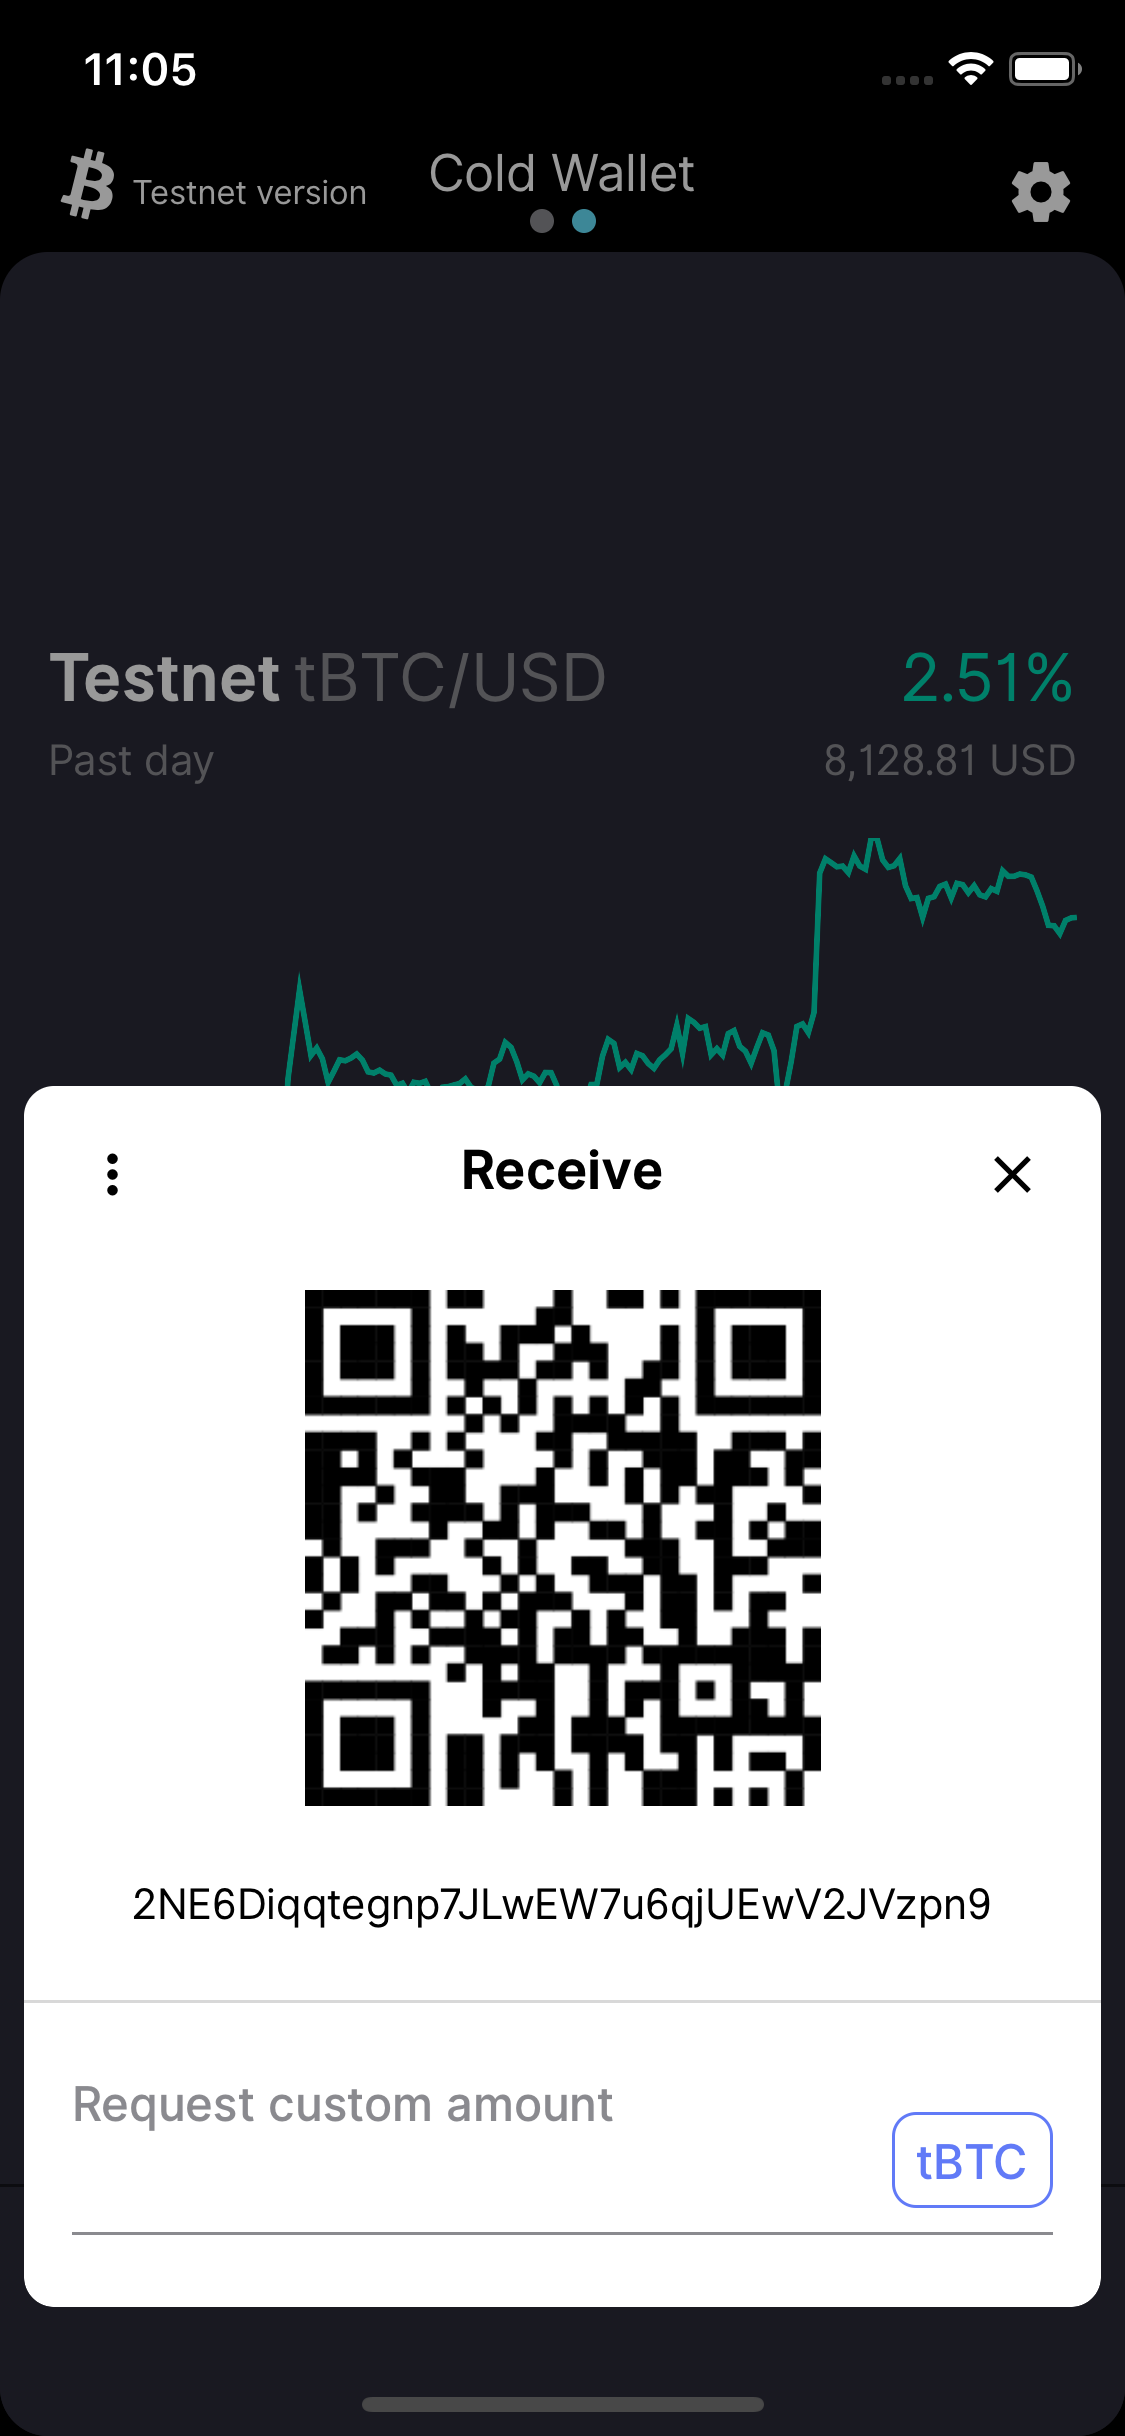 11:05
Testnet version
Cold Wallet
Testnet tBTC/USD 2.51%
Past day 8,128.81 USD
Receive
2NE6Diqqtegnp7JLwEW7u6qjUEwV2JVzpn9
Request custom amount
tBTC